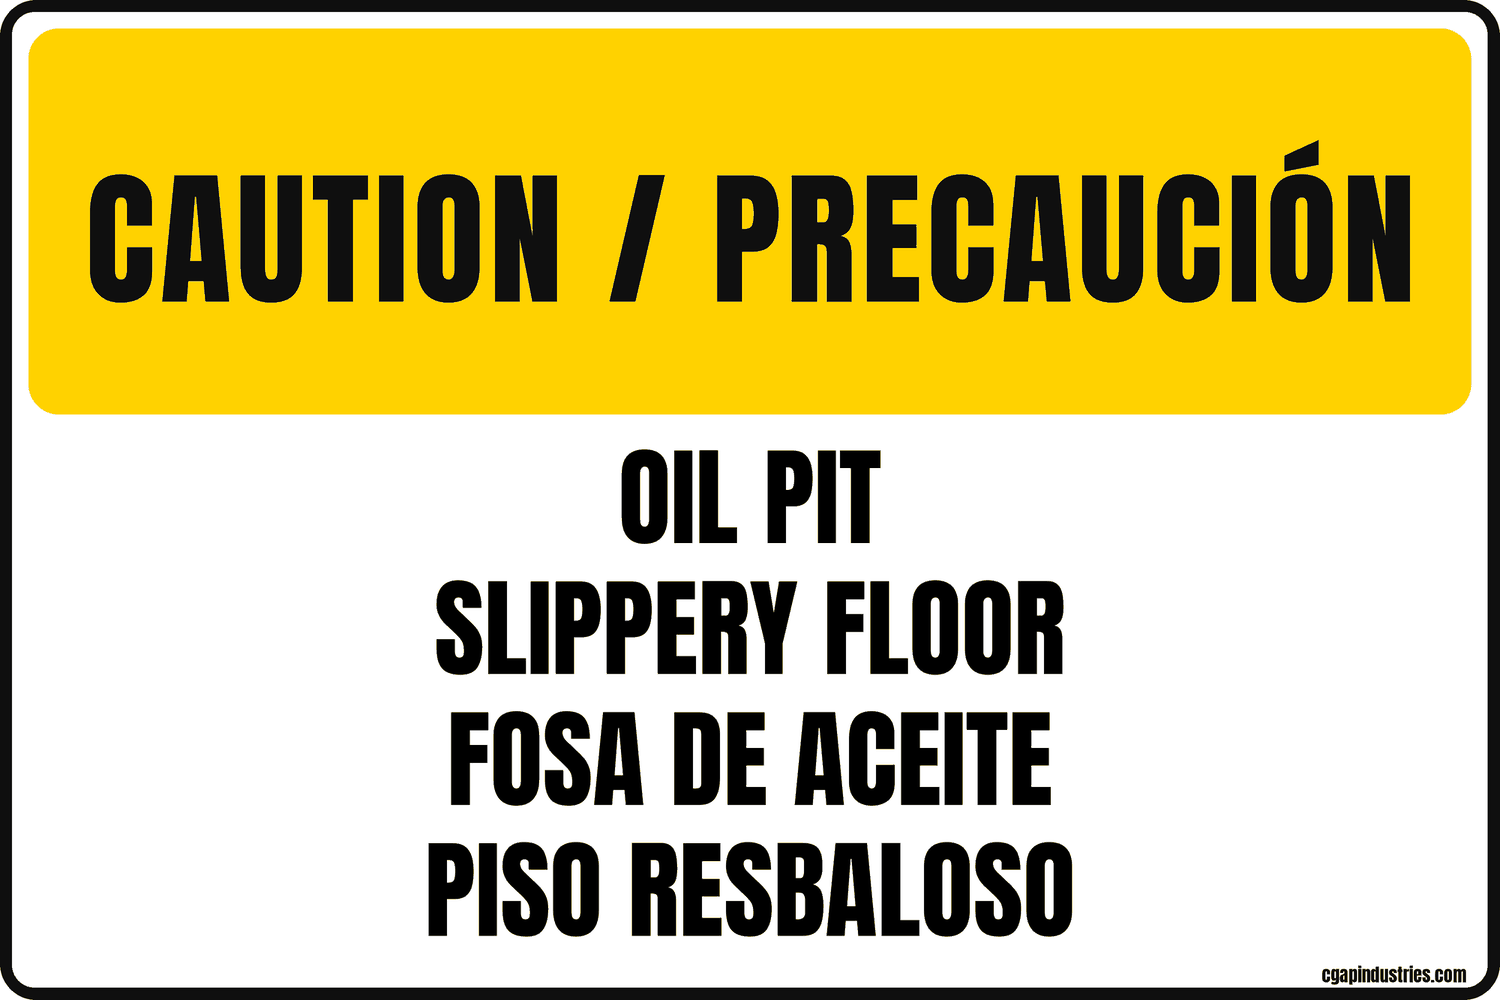 CAUTION / PRECAUCIÓN
OIL PIT
SLIPPERY FLOOR
FOSA DE ACEITE
PISO RESBALOSO
cgapindustries.com